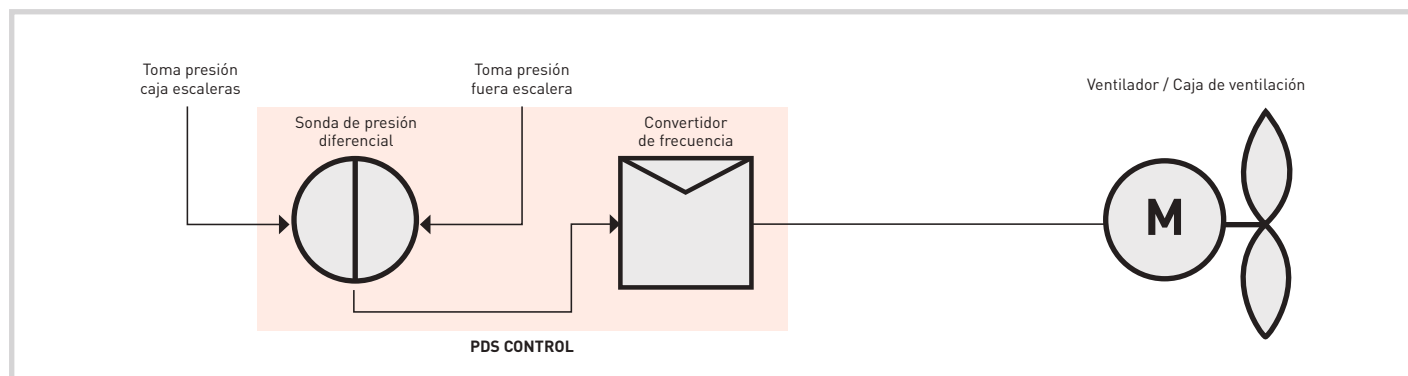 Toma presión
caja escaleras
Toma presión
fuera escalera
Ventilador / Caja de ventilación
Sonda de presión
diferencial
Convertidor
de frecuencia
M
PDS CONTROL